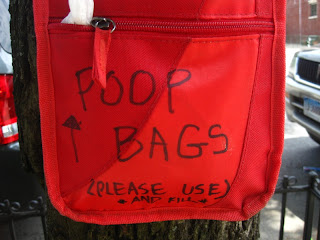 POOP
↑ BAGS
(PLEASE USE)
* AND FILL *